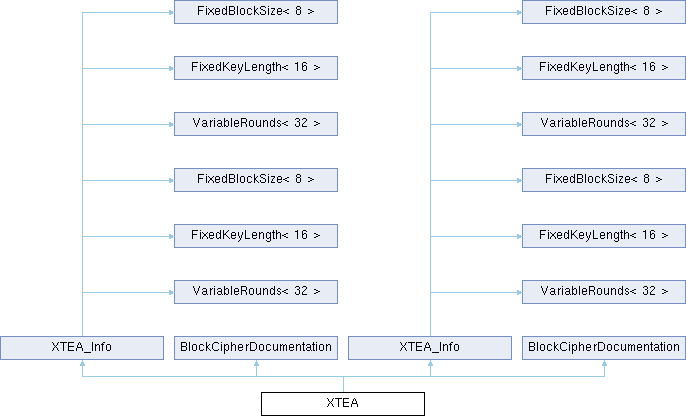 FixedBlockSize< 8 >
FixedBlockSize< 8 >
FixedKeyLength< 16 >
FixedKeyLength< 16 >
VariableRounds< 32 >
VariableRounds< 32 >
FixedBlockSize< 8 >
FixedBlockSize< 8 >
FixedKeyLength< 16 >
FixedKeyLength< 16 >
VariableRounds< 32 >
VariableRounds< 32 >
XTEA_Info
BlockCipherDocumentation
XTEA_Info
BlockCipherDocumentation
XTEA